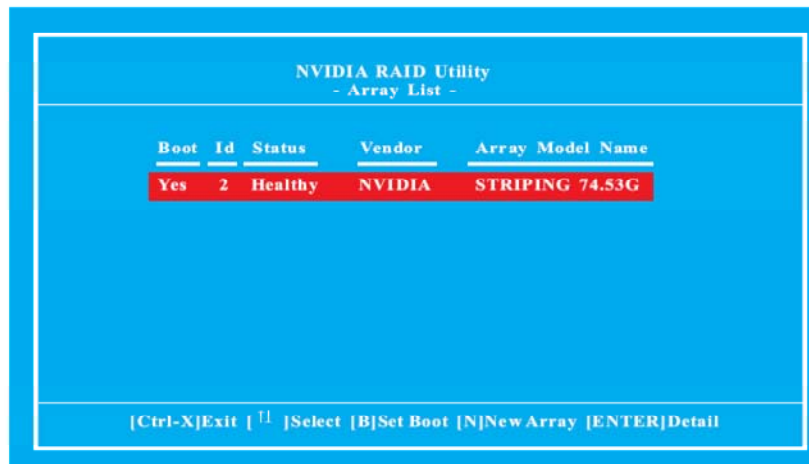 NVIDIA RAID Utility
- Array List -
Boot Id Status Vendor Array Model Name
Yes 2 Healthy NVIDIA STRIPING 74.53G
[Ctrl-X]Exit [ ↑↓ ]Select [B]Set Boot [N]New Array [ENTER]Detail